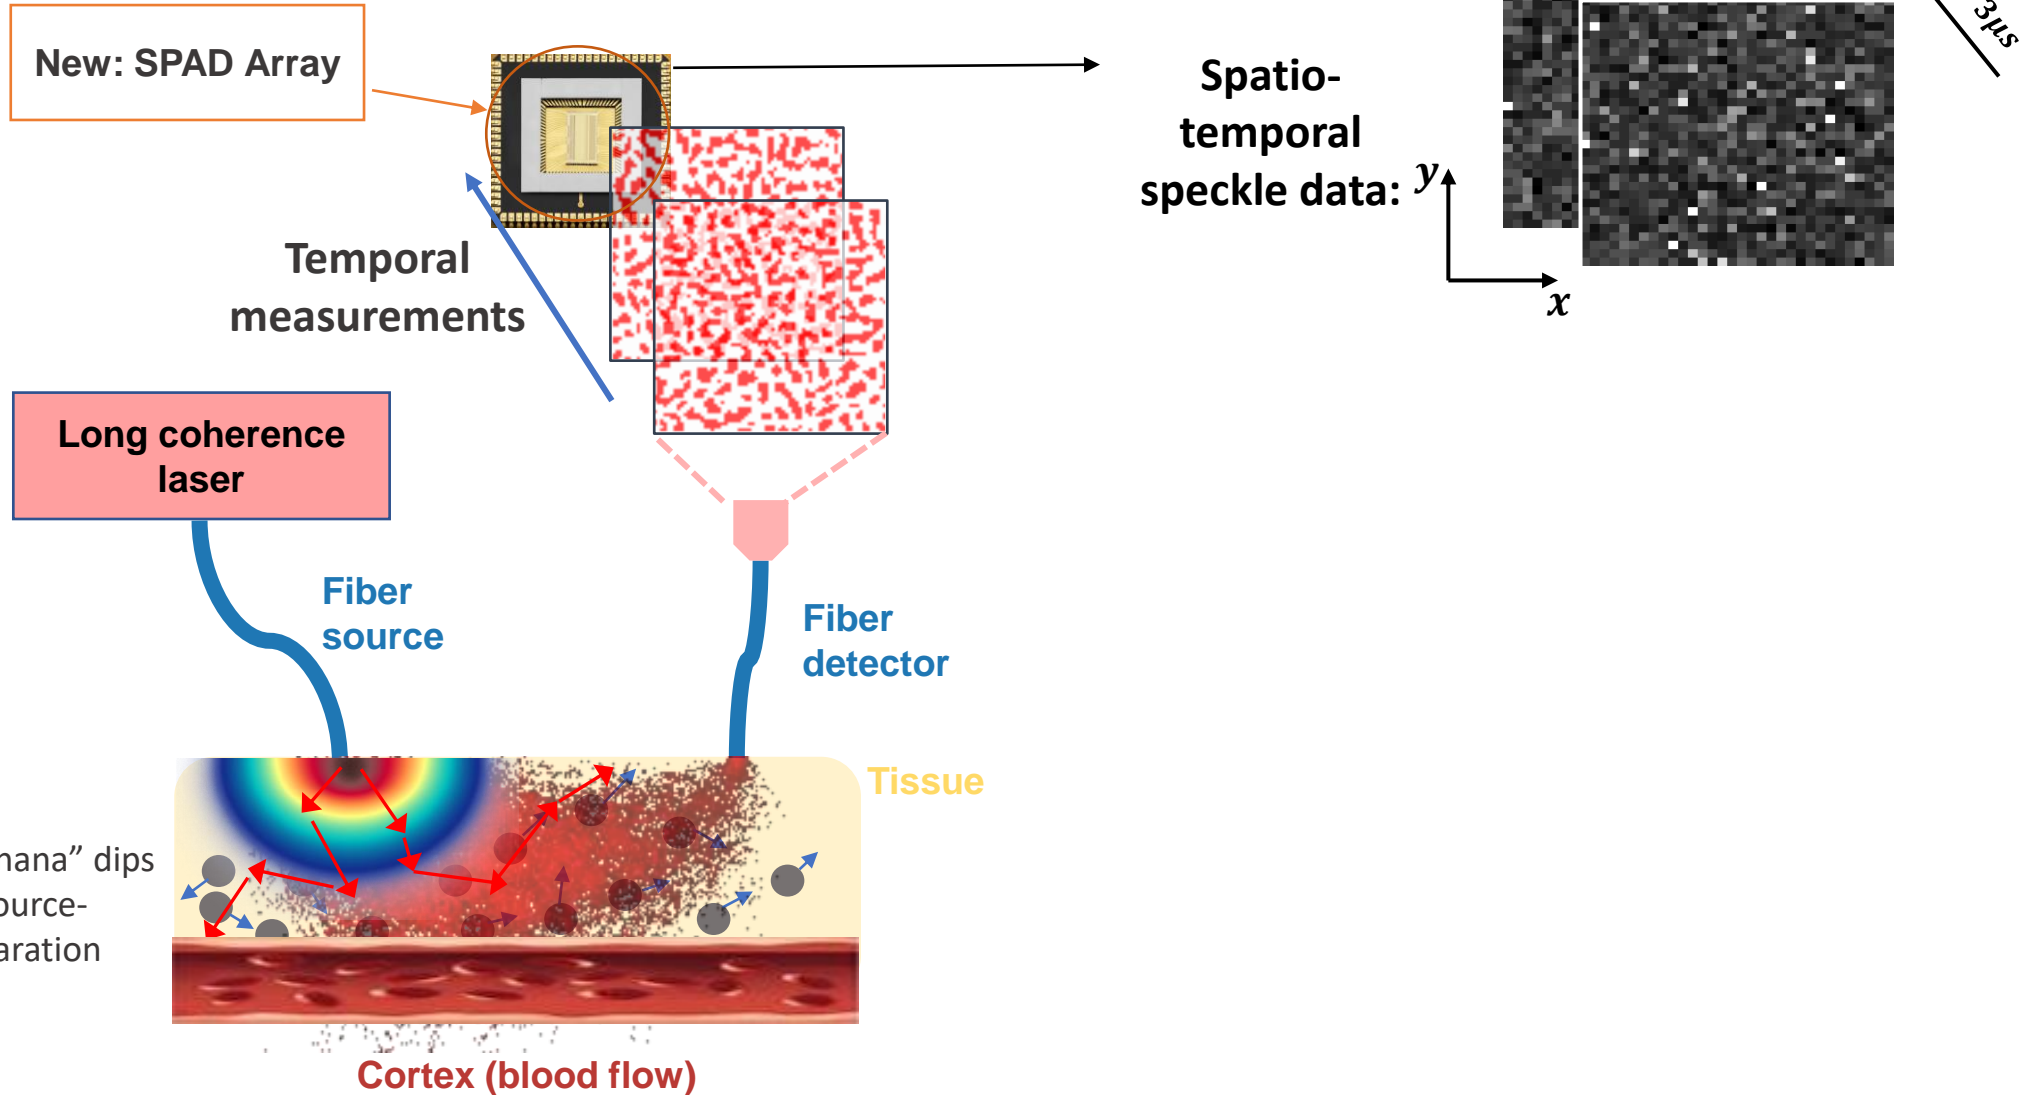 New: SPAD Array
Spatio-
temporal
speckle data:
y
x
3μs
Temporal
measurements
Long coherence
laser
Fiber
source
Fiber
detector
Tissue
nana” dips
ource-
aration
Cortex (blood flow)